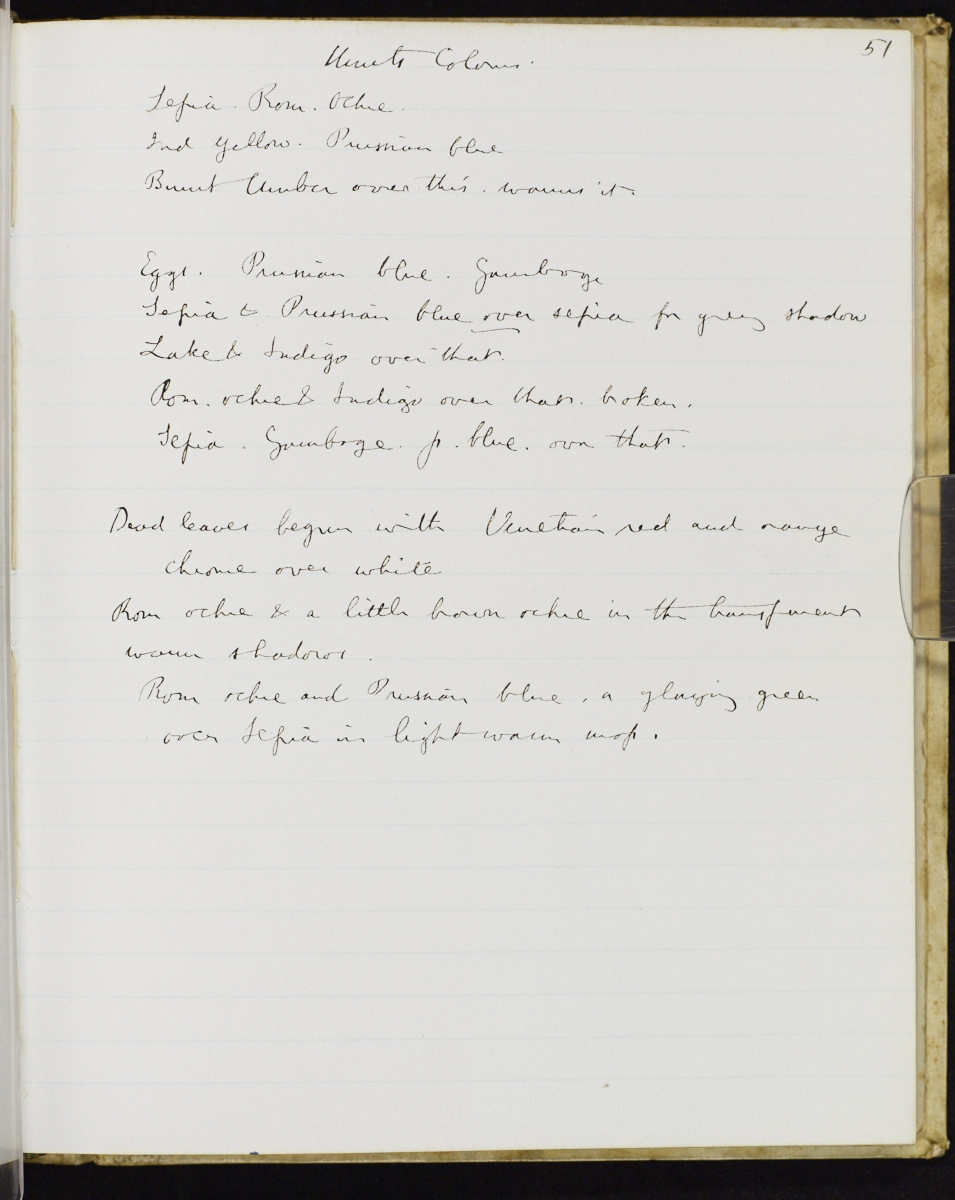 51
Hunts Colours.
Sepia. Rom. Ochre.
Ind Yellow. Prussian blue
Burnt Umber over this. warms it.
Eggs. Prussian blue. Gamboge
Sepia & Prussian blue over sepia for grey shadow
Lake & Indigo over that.
Rom. ochre & Indigo over that. broken.
Sepia. Gamboge. p. blue. over that.
Dead leaves begun with Venetian red and orange
chrome over white
Rom ochre & a little brown ochre in the transparent
warm shadows.
Rom ochre and Prussian blue, a glazing green
over Sepia in light warm moss.